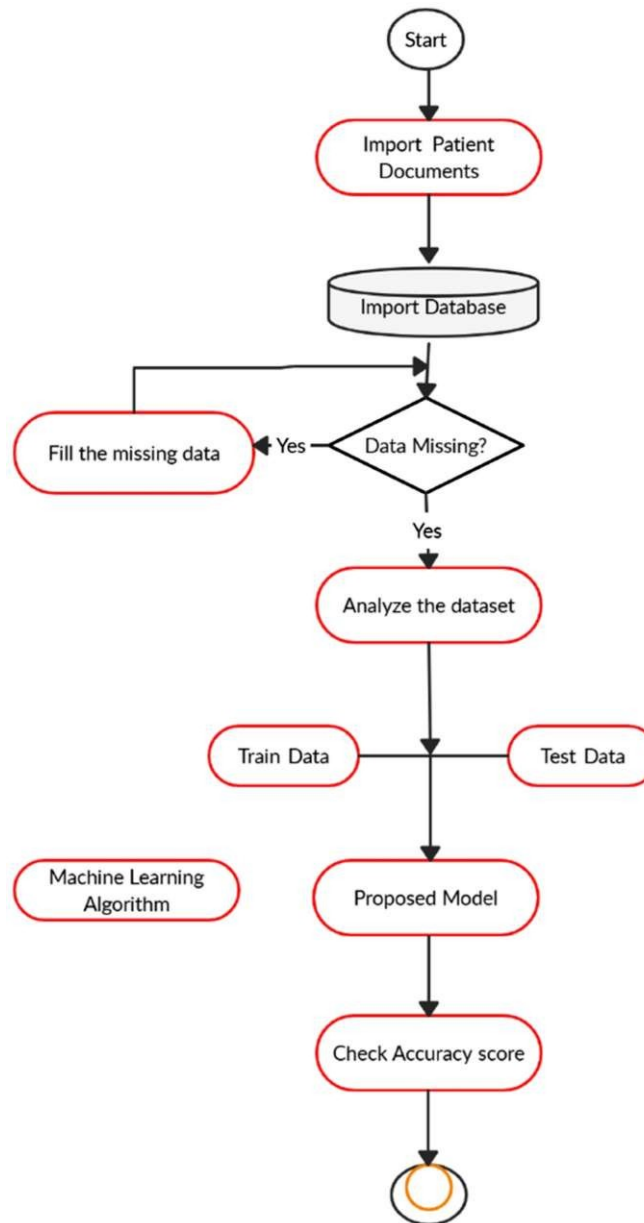 Start
Import Patient
Documents
Import Database
Fill the missing data
Yes
Data Missing?
Yes
Analyze the dataset
Train Data
Test Data
Machine Learning
Algorithm
Proposed Model
Check Accuracy score